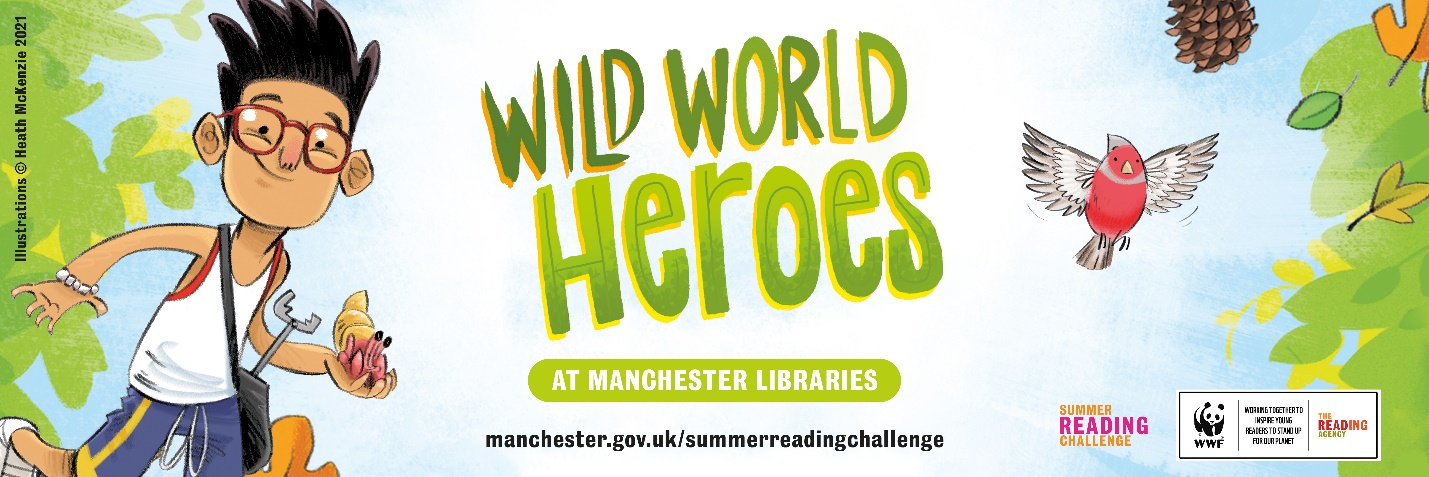 Illustrations © Heath McKenzie 2021
WILD WORLD
Heroes
AT MANCHESTER LIBRARIES
manchester.gov.uk/summerreadingchallenge
SUMMER
READING
CHALLENGE
WWF
WORKING TOGETHER TO
INSPIRE YOUNG
READERS TO STAND UP
FOR OUR PLANET
THE
READING
AGENCY